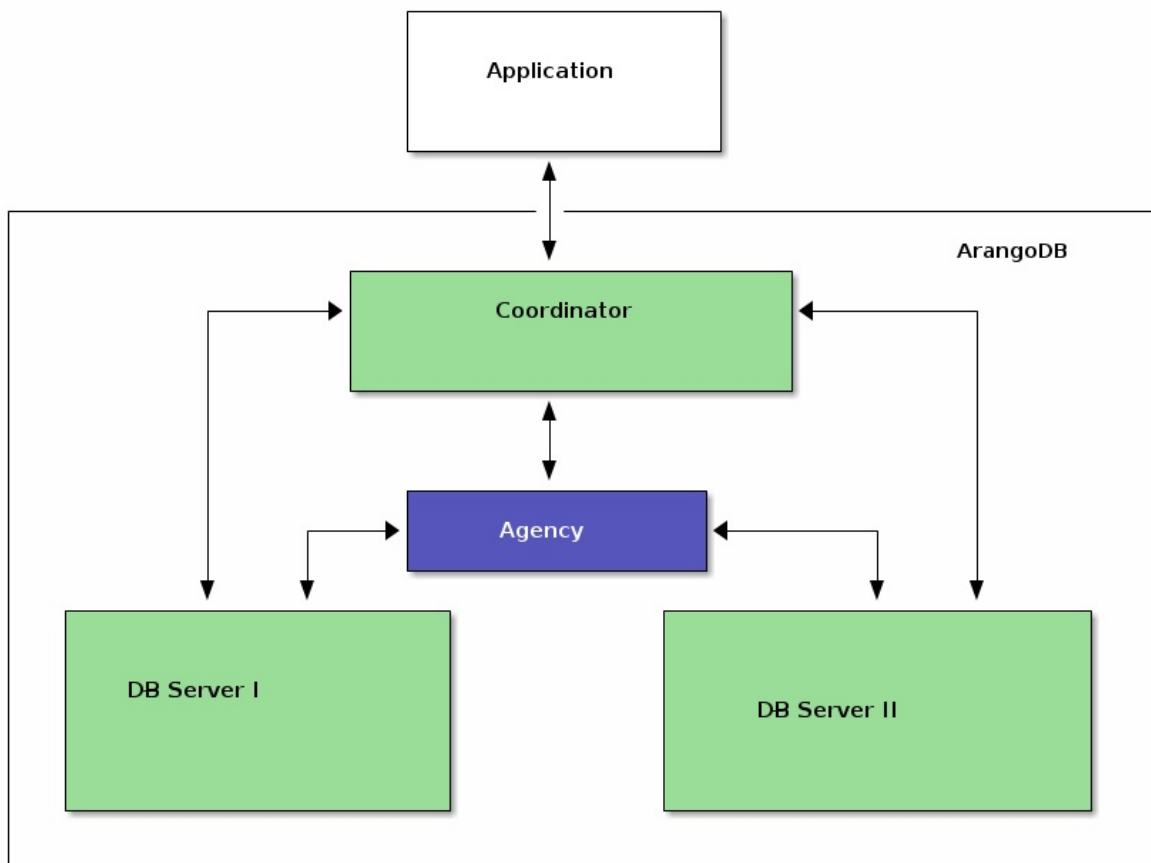 Application
ArangoDB
Coordinator
Agency
DB Server I
DB Server II